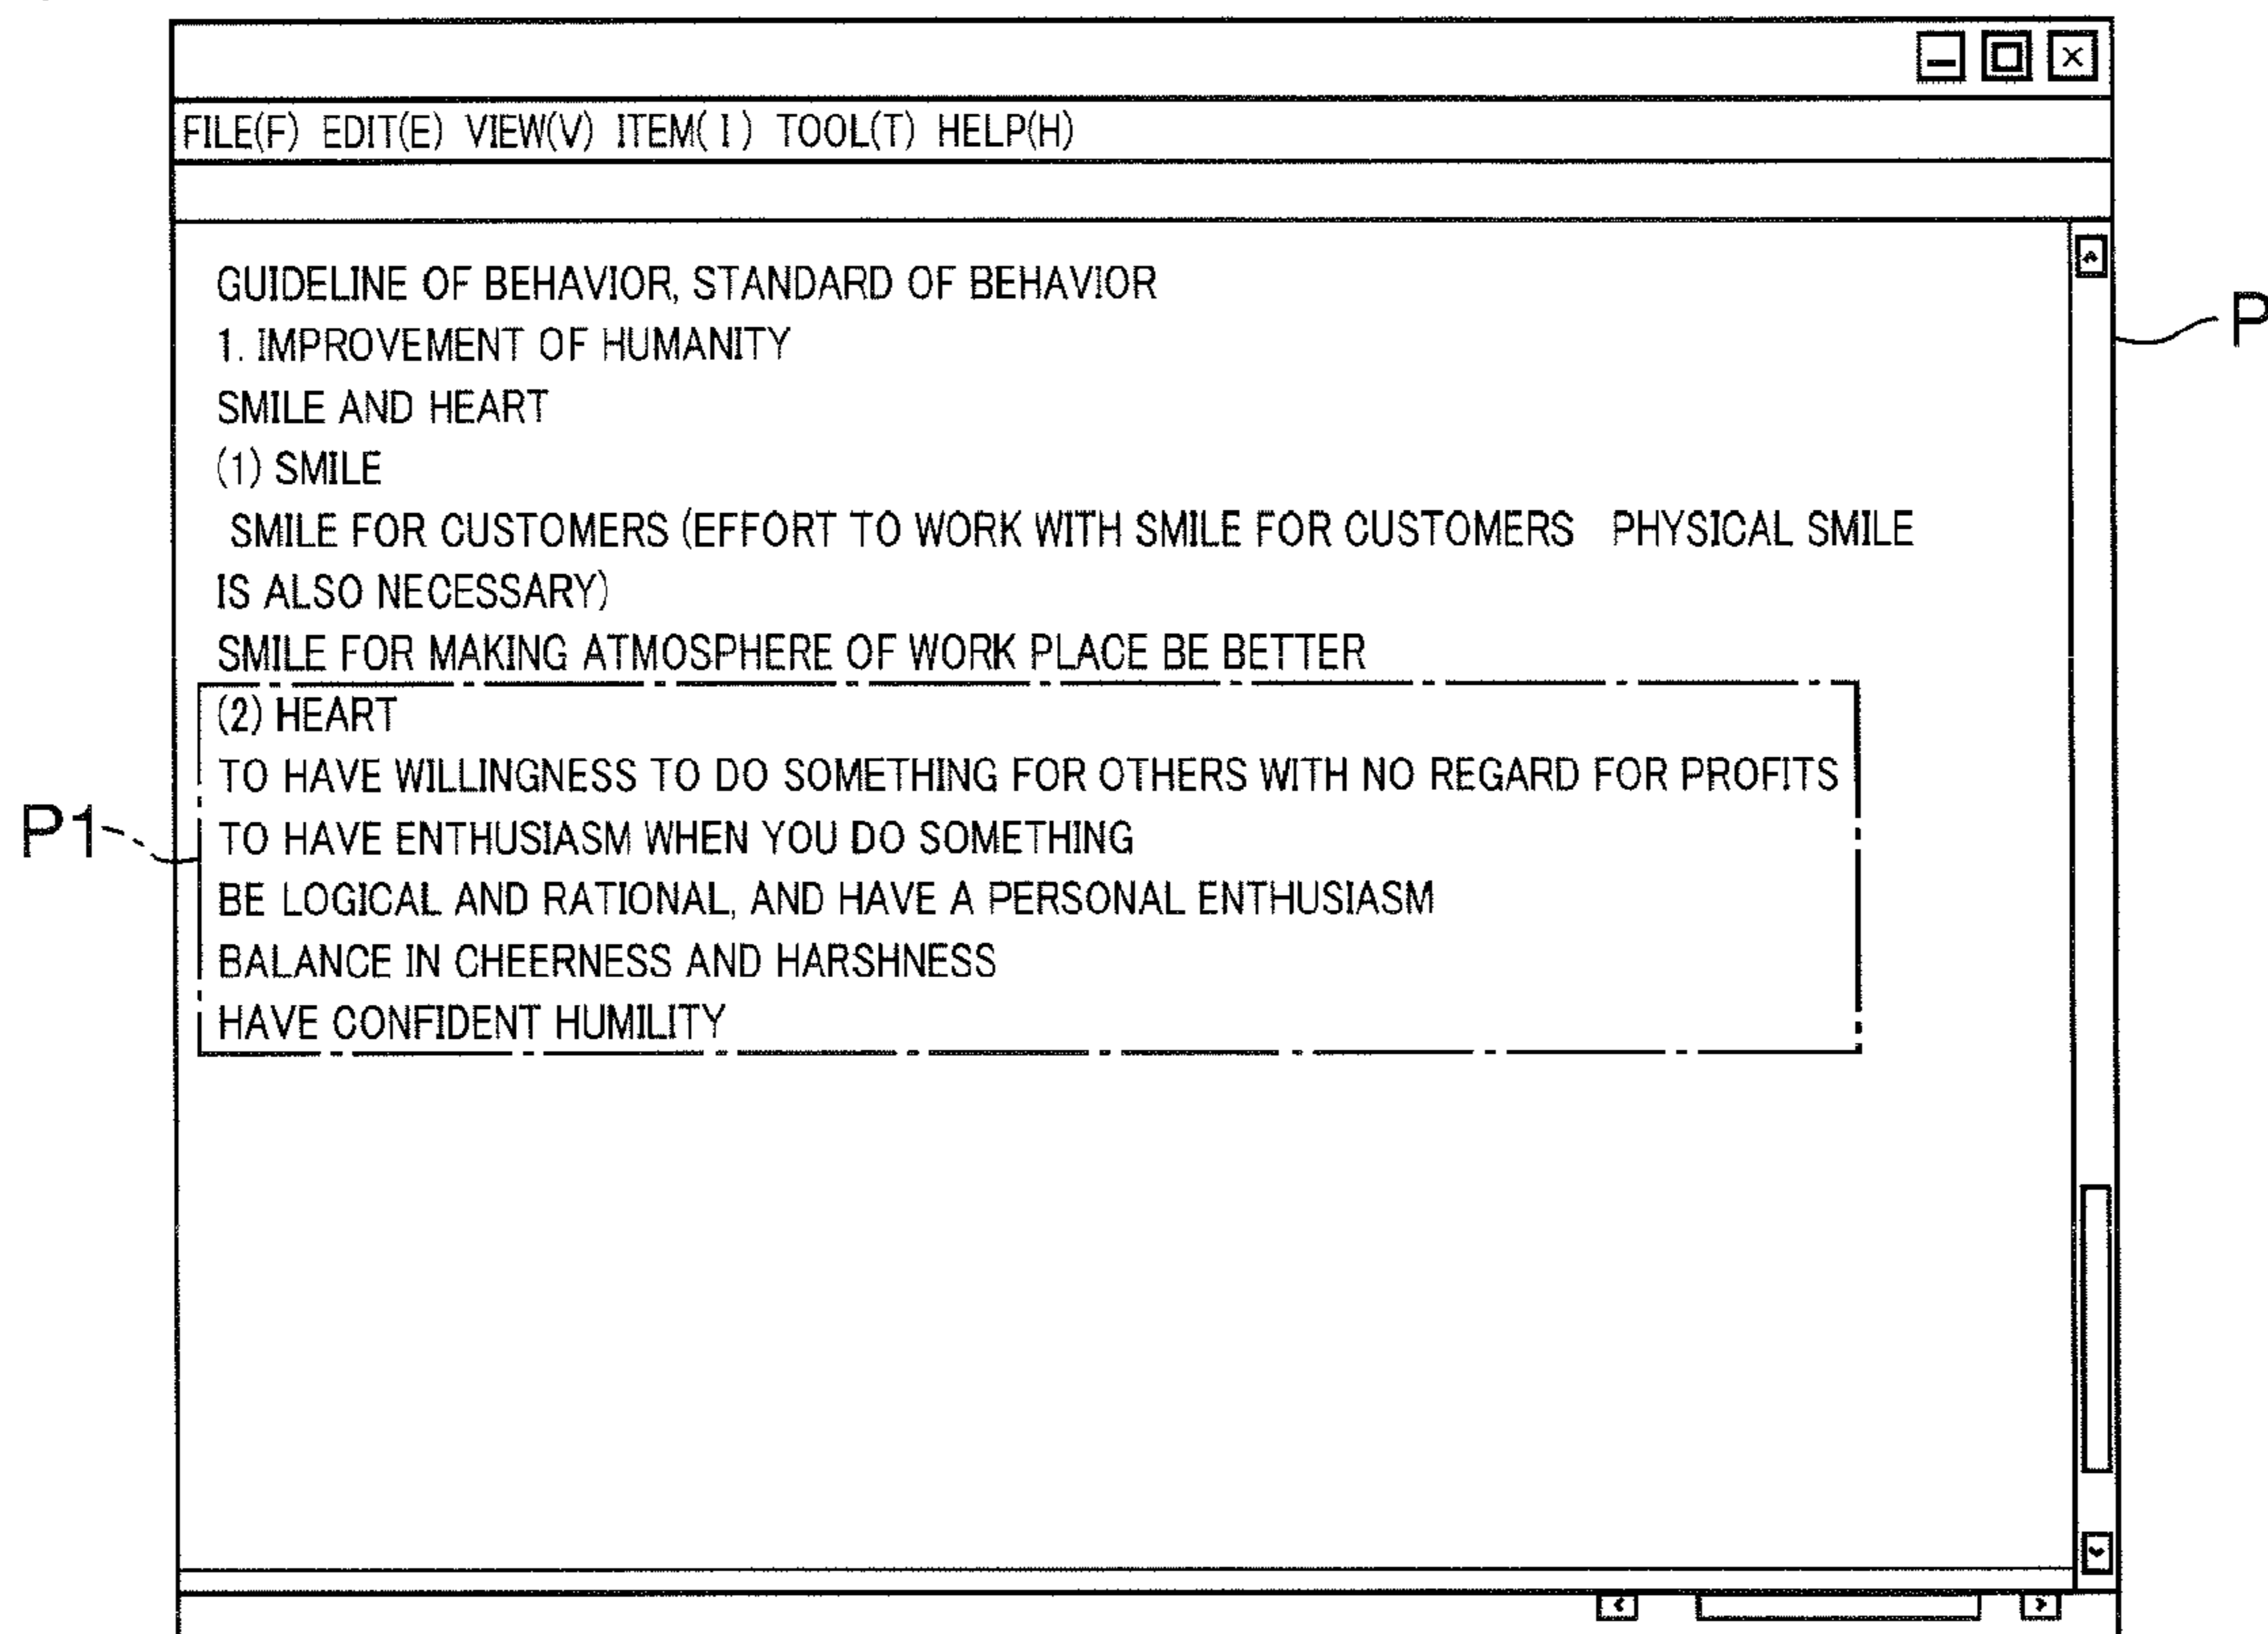 FILE(F) EDIT(E) VIEW(V) ITEM( I ) TOOL(T) HELP(H)
GUIDELINE OF BEHAVIOR, STANDARD OF BEHAVIOR
P
1. IMPROVEMENT OF HUMANITY
SMILE AND HEART
(1) SMILE
SMILE FOR CUSTOMERS (EFFORT TO WORK WITH SMILE FOR CUSTOMERS PHYSICAL SMILE
IS ALSO NECESSARY)
SMILE FOR MAKING ATMOSPHERE OF WORK PLACE BE BETTER
(2) HEART
TO HAVE WILLINGNESS TO DO SOMETHING FOR OTHERS WITH NO REGARD FOR PROFITS
P1
TO HAVE ENTHUSIASM WHEN YOU DO SOMETHING
BE LOGICAL AND RATIONAL, AND HAVE A PERSONAL ENTHUSIASM
BALANCE IN CHEERNESS AND HARSHNESS
HAVE CONFIDENT HUMILITY